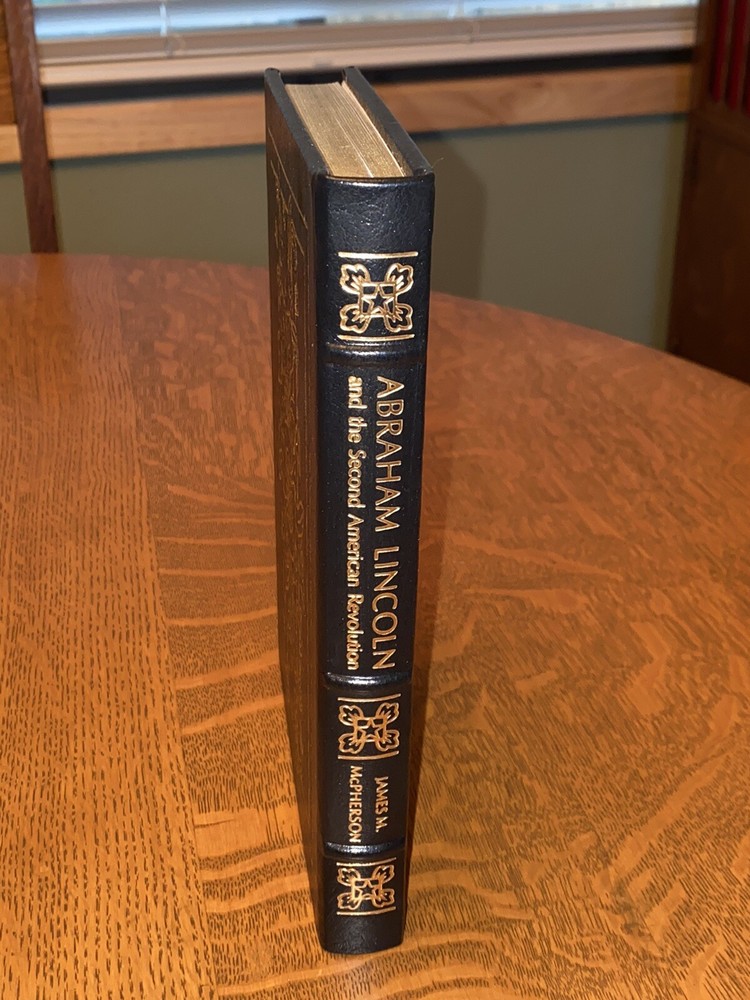 ABRAHAM LINCOLN
and the Second American Revolution
JAMES M.
McPHERSON